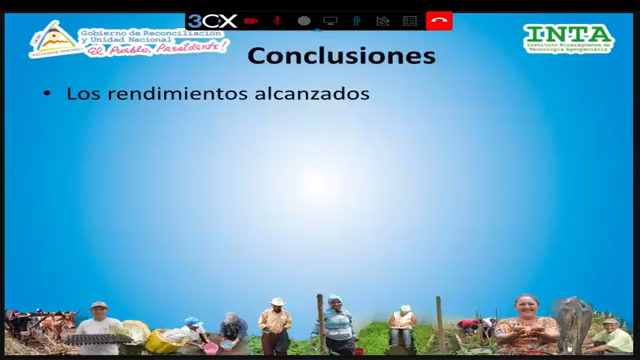 3CX
Gobierno de Reconciliación
y Unidad Nacional
El Pueblo, Presidente!
INTA
Instituto Nicaragüense de
Tecnología Agropecuaria
Conclusiones
• Los rendimientos alcanzados